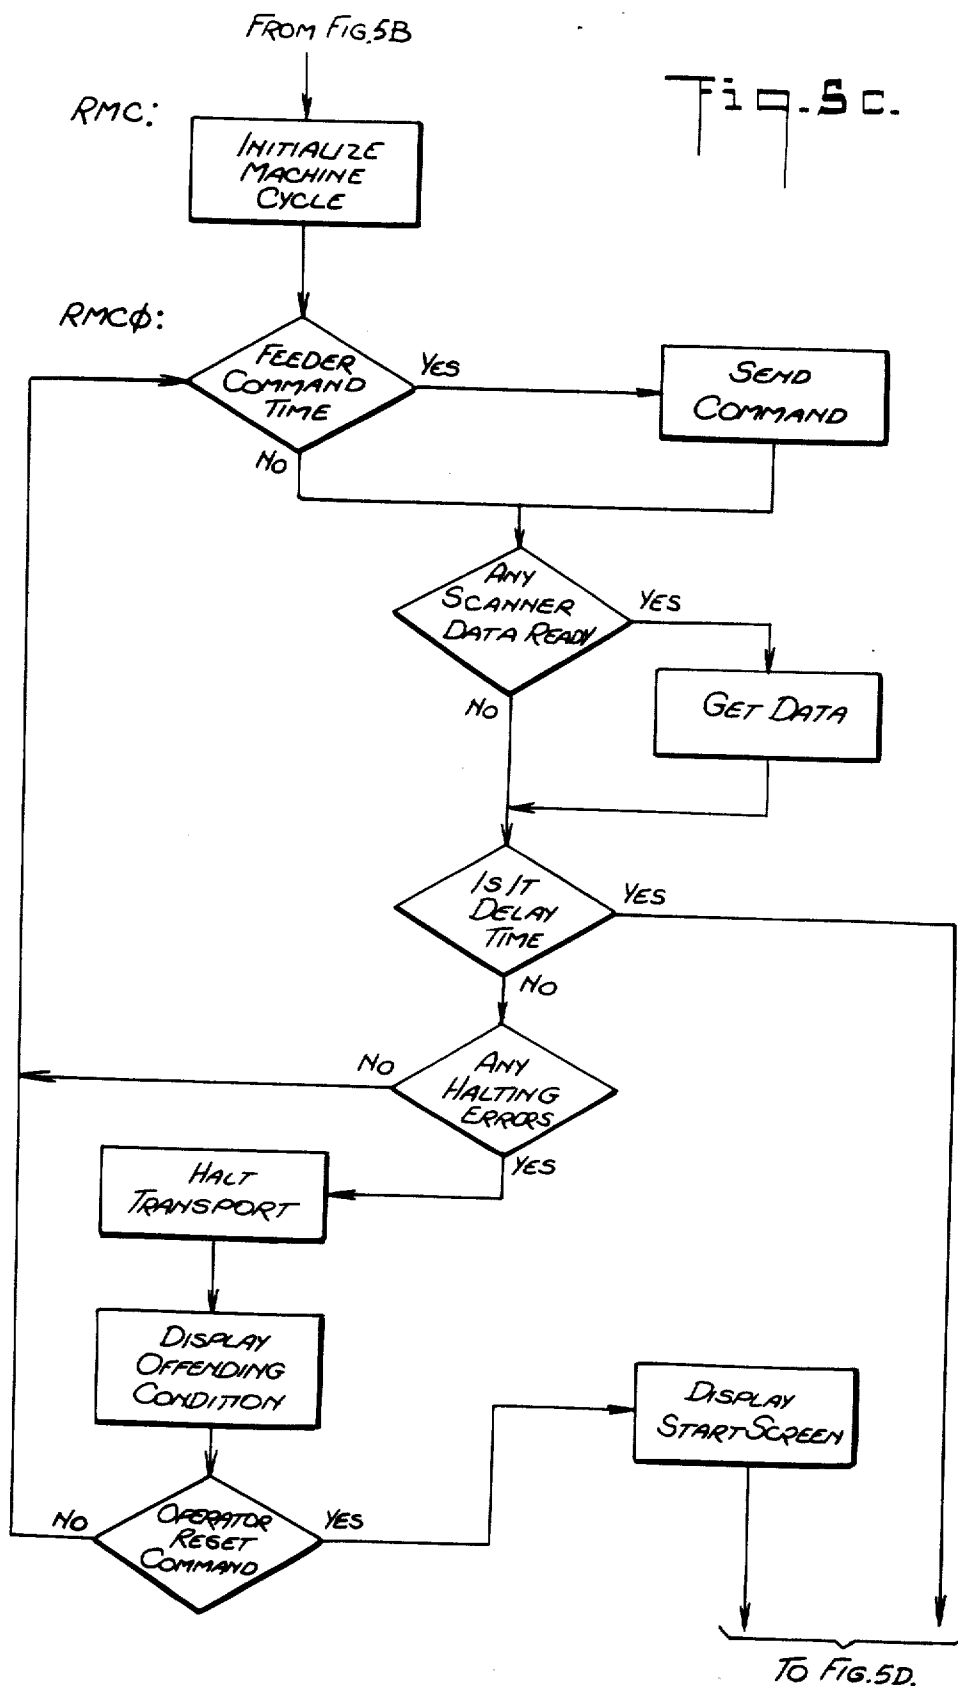 FROM FIG. 5B
Fig. 5C.
RMC:
INITIALIZE
MACHINE
CYCLE
RMCØ:
FEEDER
COMMAND
TIME
YES
SEND
COMMAND
NO
ANY
SCANNER
DATA READY
YES
GET DATA
NO
IS IT
DELAY
TIME
YES
NO
ANY
HALTING
ERRORS
NO
YES
HALT
TRANSPORT
DISPLAY
OFFENDING
CONDITION
DISPLAY
START SCREEN
OPERATOR
RESET
COMMAND
NO
YES
TO FIG. 5D.